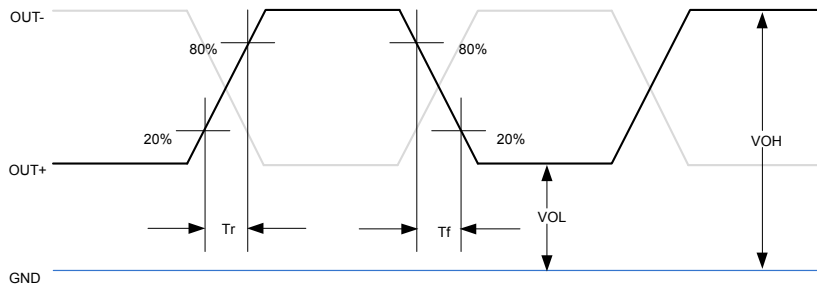 OUT-
80%
80%
20%
20%
OUT+
VOH
VOL
Tr
Tf
GND